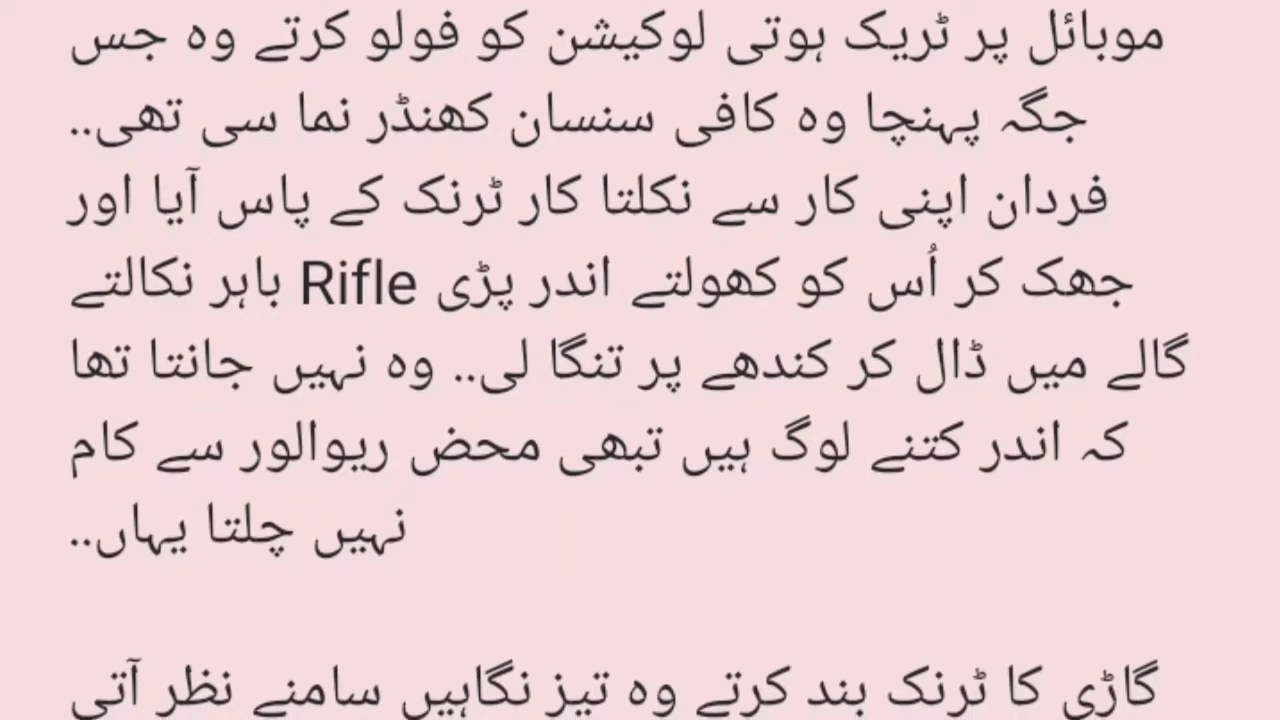 موبائل پر ٹریک ہوتی لوکیشن کو فولو کرتے وہ جس
جگہ پہنچا وہ کافی سنسان کھنڈر نما سی تھی..
فردان اپنی کار سے نکلتا کار ٹرنک کے پاس آیا اور
جھک کر اُس کو کھولتے اندر پڑی Rifle باہر نکالتے
گالے میں ڈال کر کندھے پر تنگا لی.. وہ نہیں جانتا تھا
کہ اندر کتنے لوگ ہیں تبھی محض ریوالور سے کام
نہیں چلتا یہاں..
گاڑی کا ٹرنک بند کرتے وہ تیز نگاہیں سامنے نظر آتی